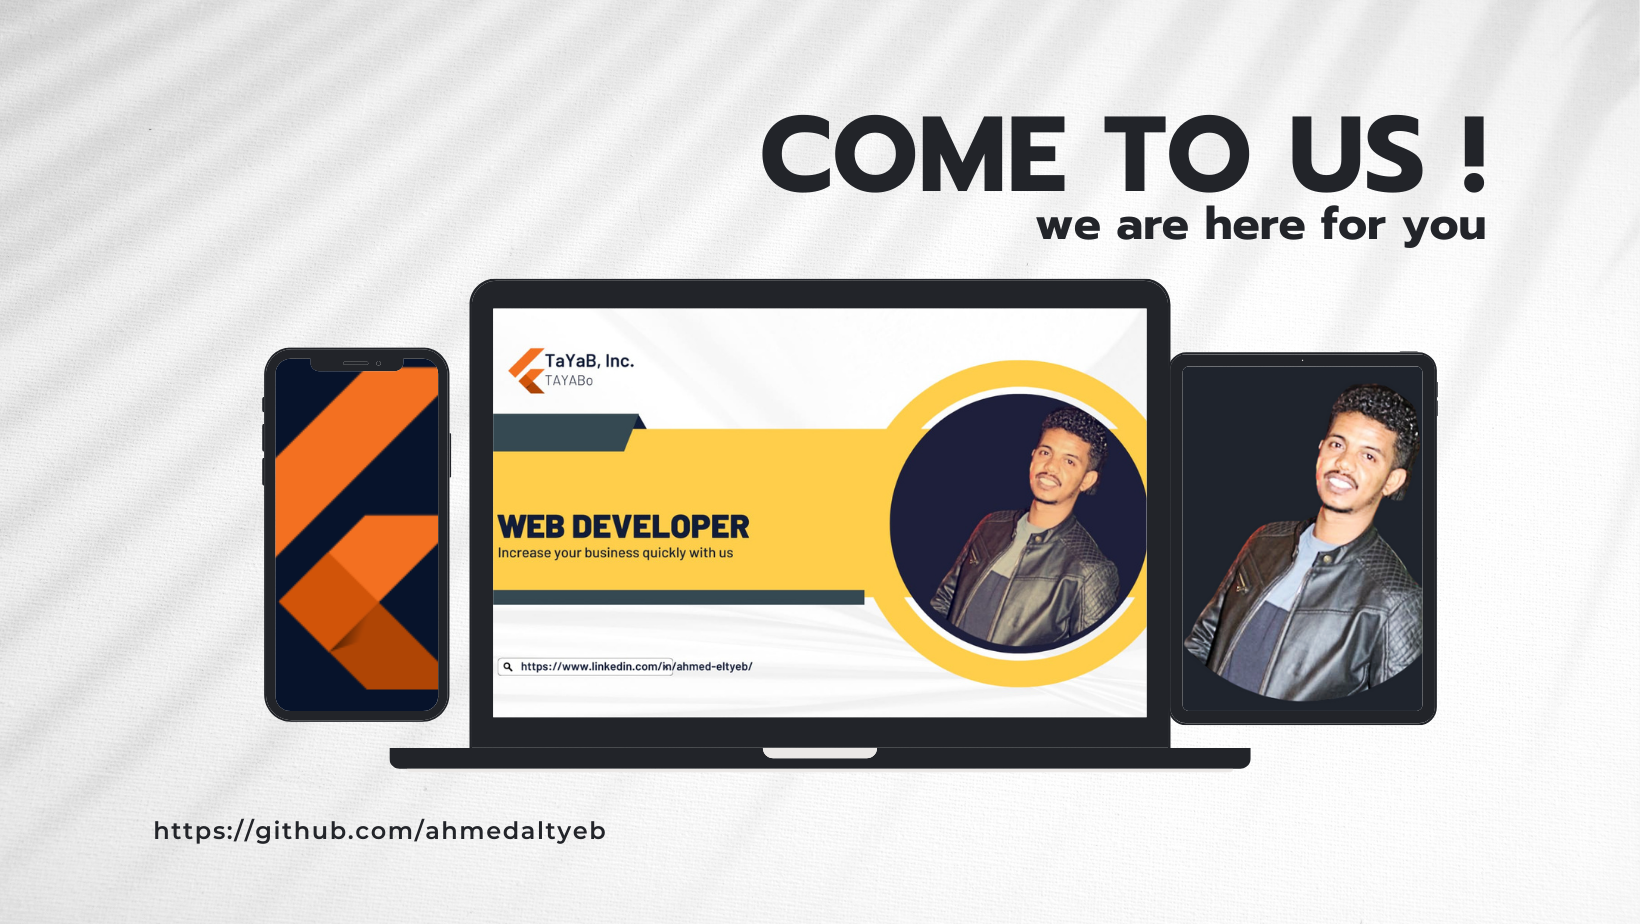 COME TO US !
we are here for you
TaYaB, Inc.
TAYABo
WEB DEVELOPER
Increase your business quickly with us
https://www.linkedin.com/in/ahmed-eltyeb/
https://github.com/ahmedaltyeb